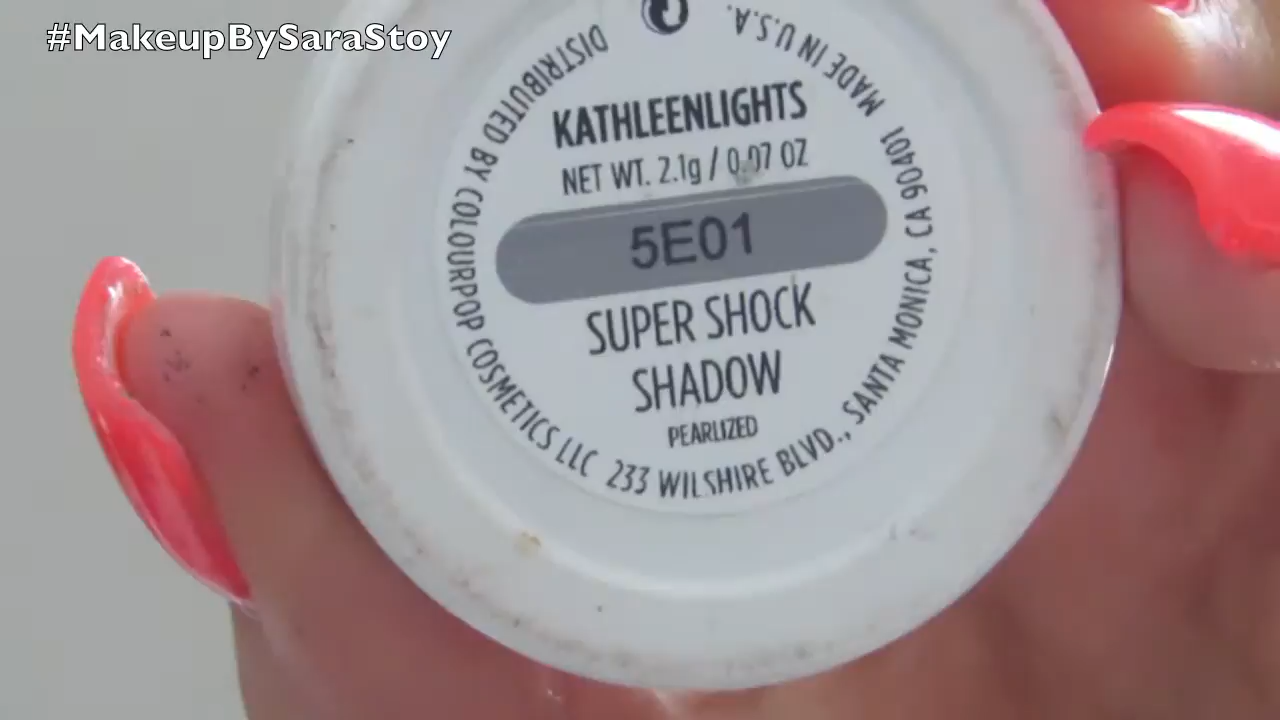 #MakeupBySaraStoy
KATHLEENLIGHTS
NET WT. 2.1g / 0.07 OZ
5E01
SUPER SHOCK
SHADOW
PEARLIZED
DISTRIBUTED BY COLOURPOP COSMETICS LLC 233 WILSHIRE BLVD., SANTA MONICA, CA 90401 MADE IN U.S.A.